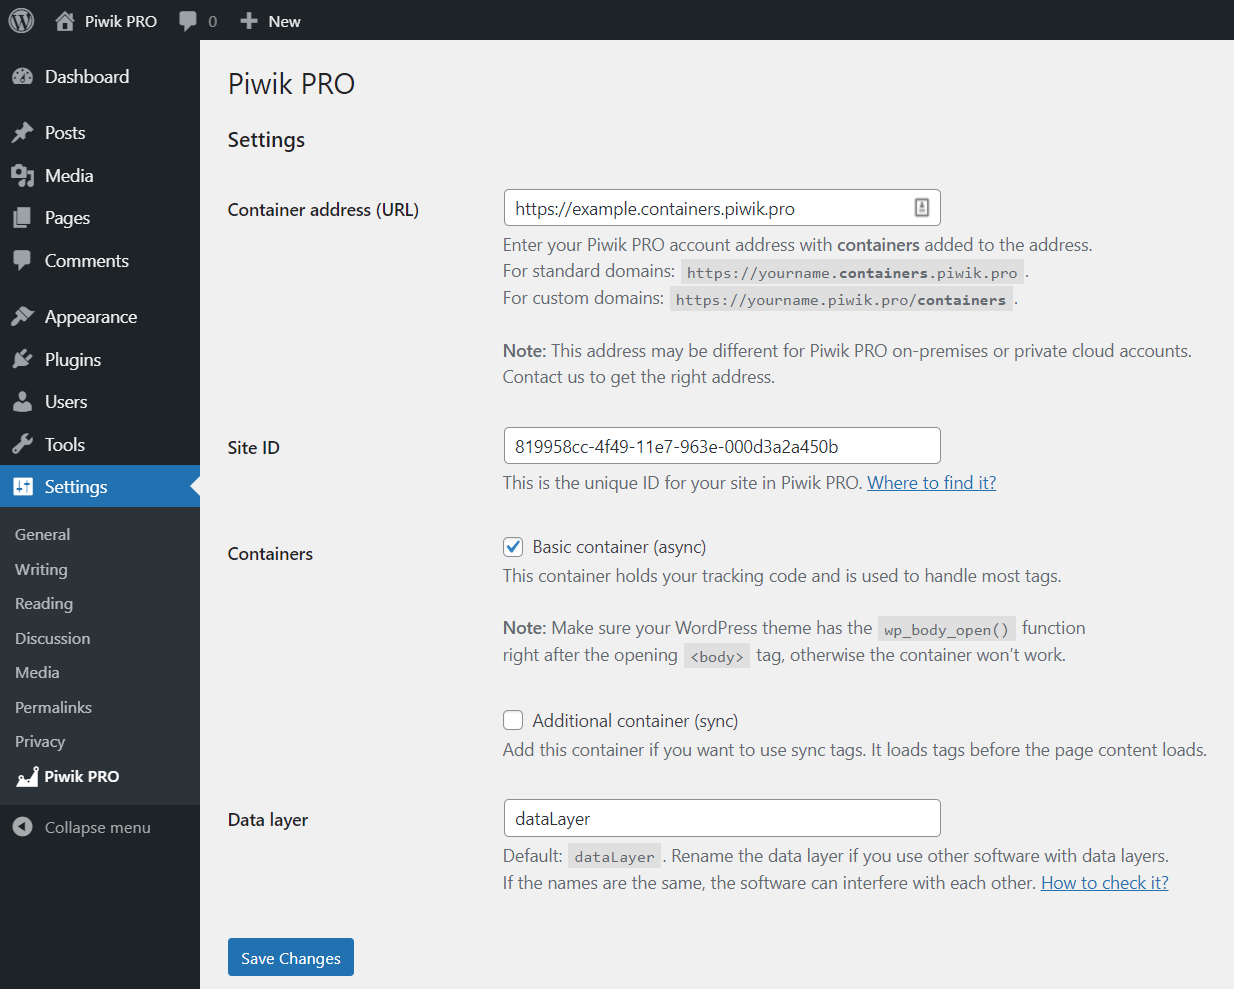 Piwik PRO 0 New
Dashboard
Posts
Media
Pages
Comments
Appearance
Plugins
Users
Tools
Settings
General
Writing
Reading
Discussion
Media
Permalinks
Privacy
Piwik PRO
Collapse menu
Piwik PRO
Settings
Container address (URL)
https://example.containers.piwik.pro
Enter your Piwik PRO account address with containers added to the address.
For standard domains: https://yourname.containers.piwik.pro .
For custom domains: https://yourname.piwik.pro/containers .
Note: This address may be different for Piwik PRO on-premises or private cloud accounts.
Contact us to get the right address.
Site ID
819958cc-4f49-11e7-963e-000d3a2a450b
This is the unique ID for your site in Piwik PRO. Where to find it?
Containers
Basic container (async)
This container holds your tracking code and is used to handle most tags.
Note: Make sure your WordPress theme has the wp_body_open() function
right after the opening <body> tag, otherwise the container won't work.
Additional container (sync)
Add this container if you want to use sync tags. It loads tags before the page content loads.
Data layer
dataLayer
Default: dataLayer . Rename the data layer if you use other software with data layers.
If the names are the same, the software can interfere with each other. How to check it?
Save Changes